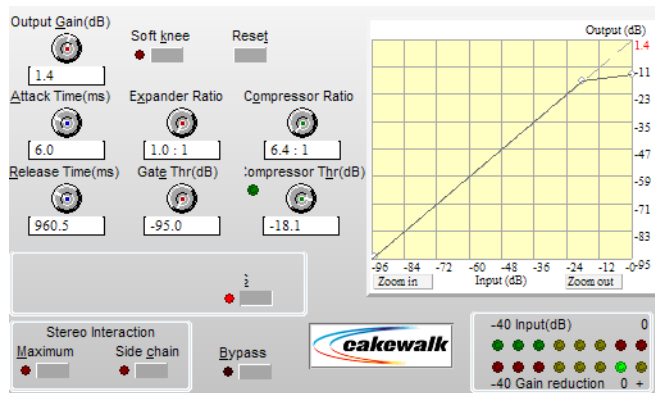 Output Gain(dB)
1.4
Soft knee
Reset
Attack Time(ms)
6.0
Expander Ratio
1.0 : 1
Compressor Ratio
6.4 : 1
Release Time(ms)
960.5
Gate Thr(dB)
-95.0
Compressor Thr(dB)
-18.1
Stereo Interaction
Maximum
Side chain
Bypass
cakewalk
Output (dB)
1.4
-11
-23
-35
-47
-59
-71
-83
-95
-96 -84 -72 -60 -48 -36 -24 -12 -0
Zoom in
Input (dB)
Zoom out
-40 Input(dB) 0
-40 Gain reduction 0 +